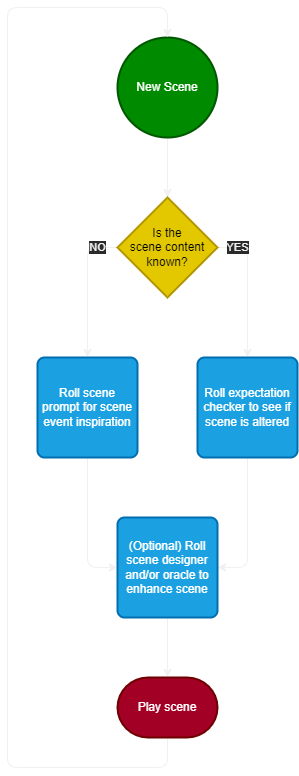 New Scene
Is the
scene content
known?
NO
YES
Roll scene
prompt for scene
event inspiration
Roll expectation
checker to see if
scene is altered
(Optional) Roll
scene designer
and/or oracle to
enhance scene
Play scene